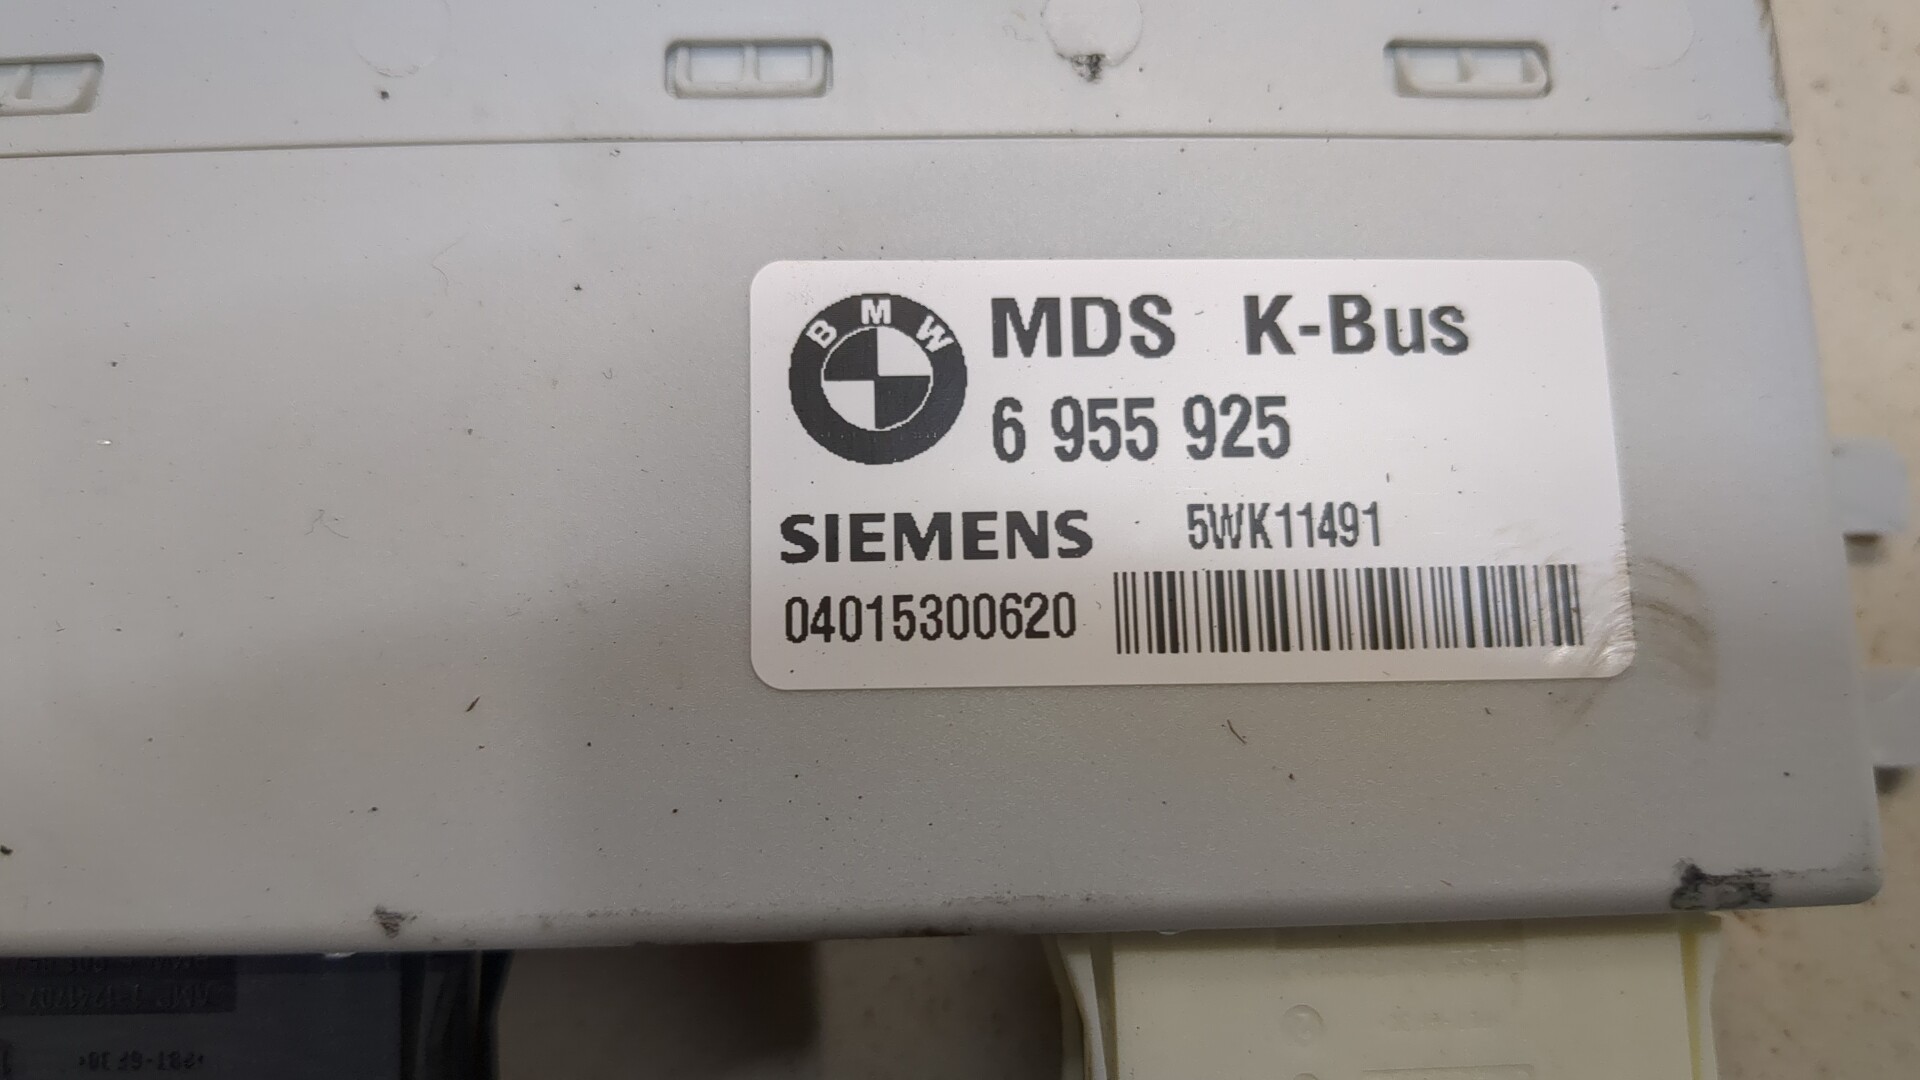 BMW
MDS K-Bus
6 955 925
SIEMENS 5WK11491
04015300620